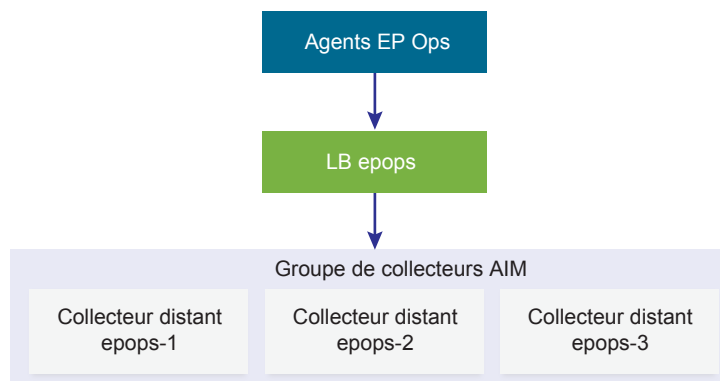 Agents EP Ops
LB epops
Groupe de collecteurs AIM
Collecteur distant
epops-1
Collecteur distant
epops-2
Collecteur distant
epops-3